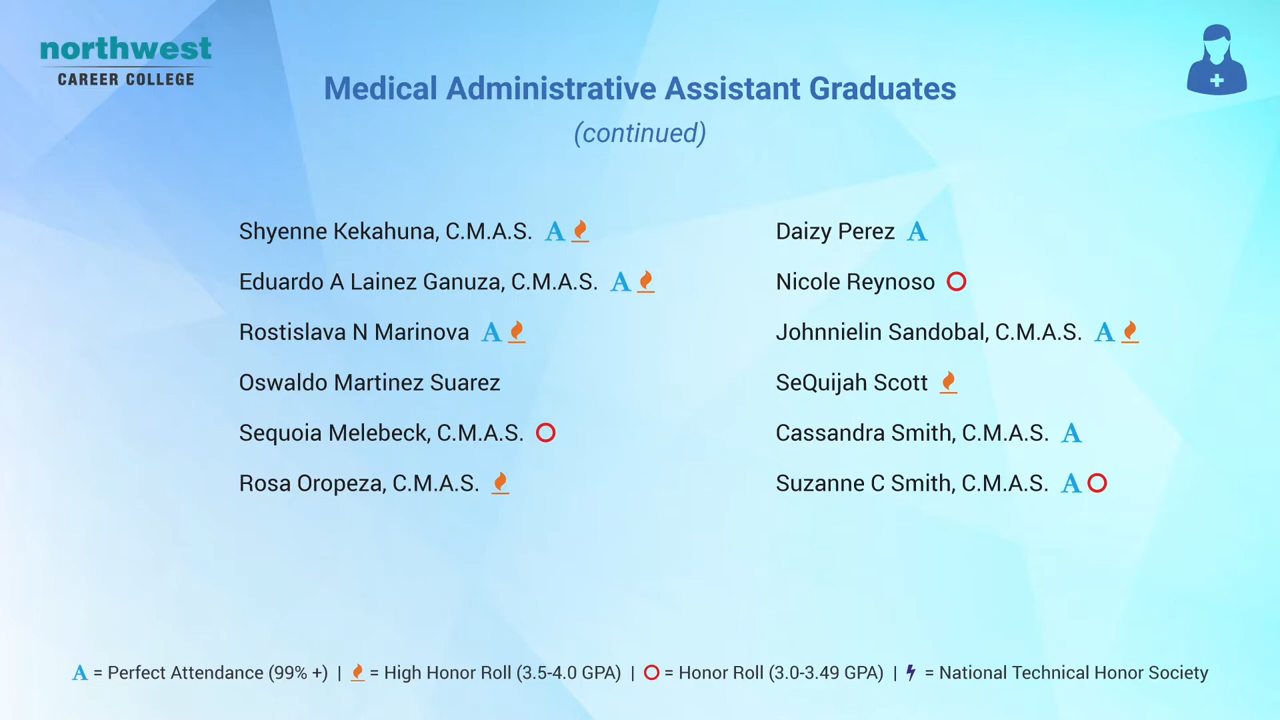 northwest
CAREER COLLEGE
Medical Administrative Assistant Graduates
(continued)
Shyenne Kekahuna, C.M.A.S. A
Eduardo A Lainez Ganuza, C.M.A.S. A
Rostislava N Marinova A
Oswaldo Martinez Suarez
Sequoia Melebeck, C.M.A.S.
Rosa Oropeza, C.M.A.S.
Daizy Perez A
Nicole Reynoso
Johnnielin Sandobal, C.M.A.S. A
SeQuijah Scott
Cassandra Smith, C.M.A.S. A
Suzanne C Smith, C.M.A.S. A
A = Perfect Attendance (99% +) | = High Honor Roll (3.5-4.0 GPA) | = Honor Roll (3.0-3.49 GPA) | = National Technical Honor Society